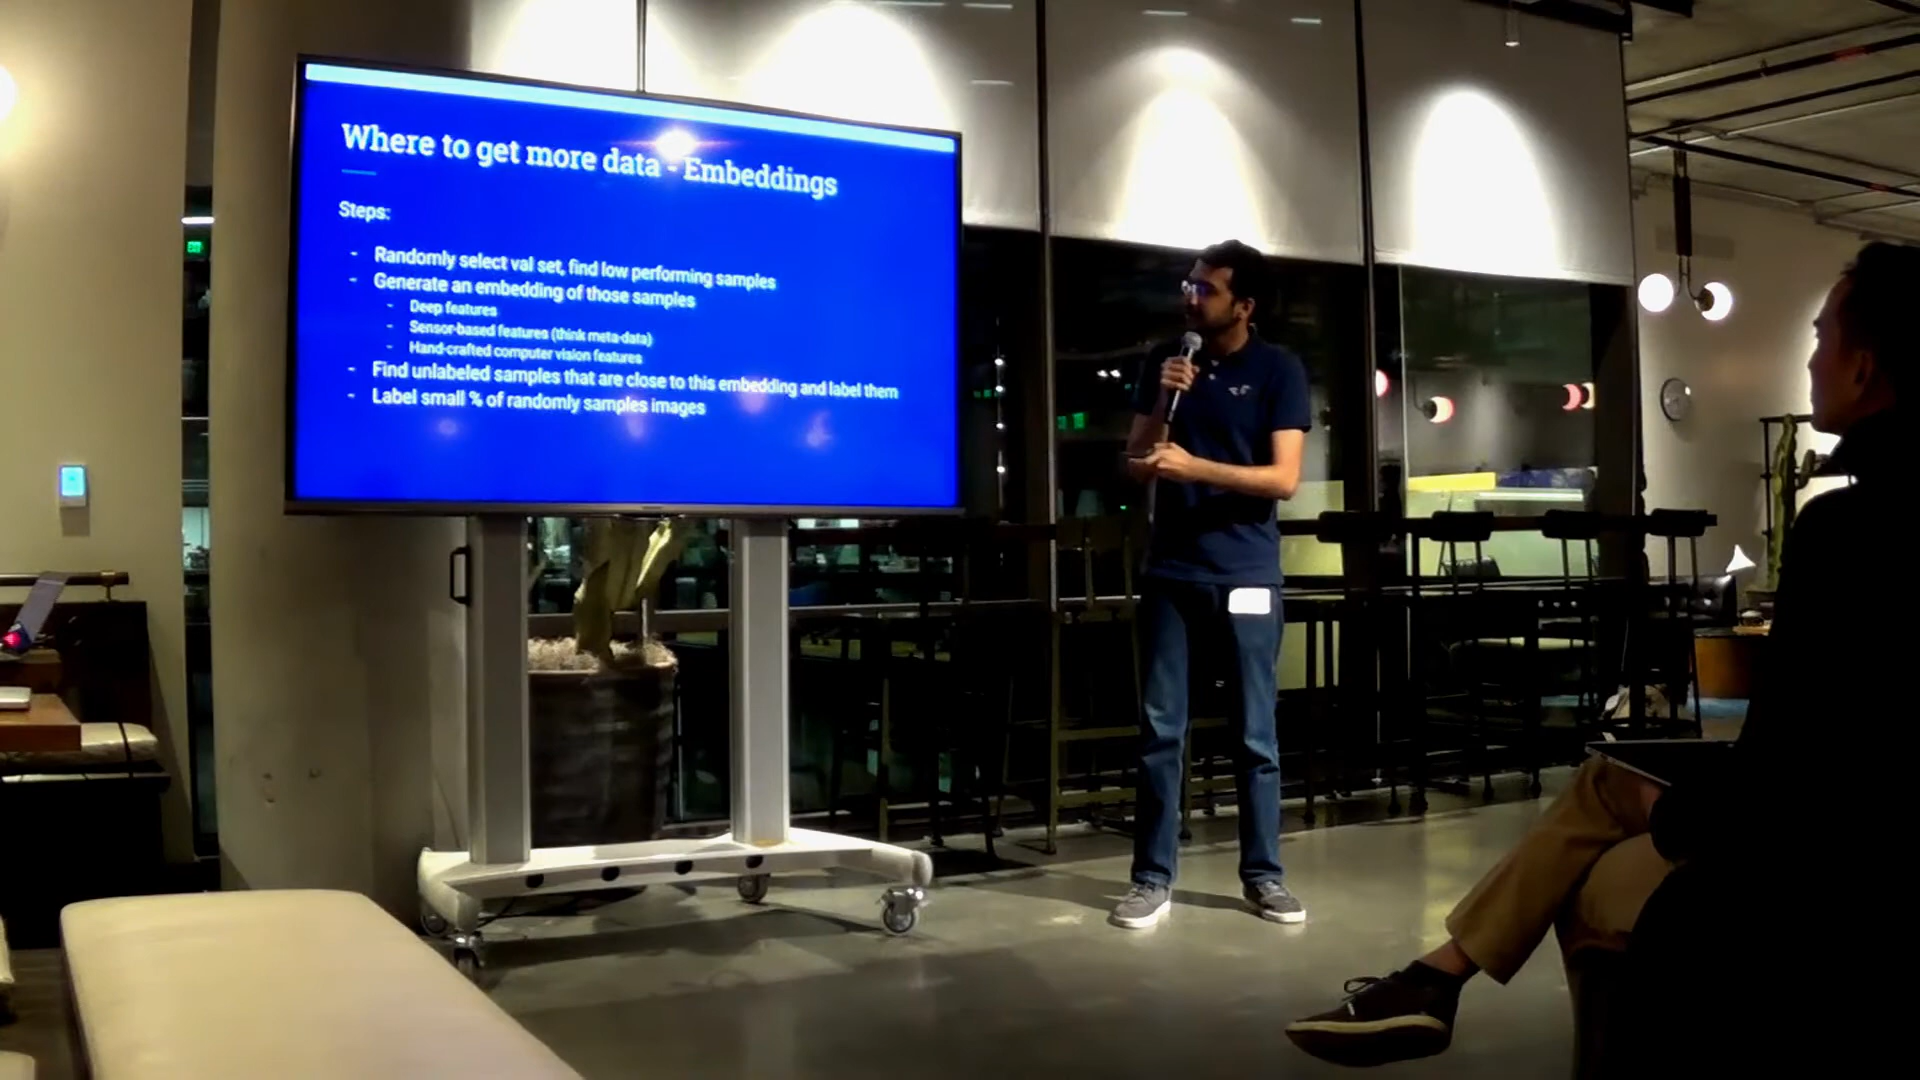 Where to get more data - Embeddings
Steps:
- Randomly select val set, find low performing samples
- Generate an embedding of those samples
- Deep features
- Sensor-based features (think meta-data)
- Hand-crafted computer vision features
- Find unlabeled samples that are close to this embedding and label them
- Label small % of randomly samples images